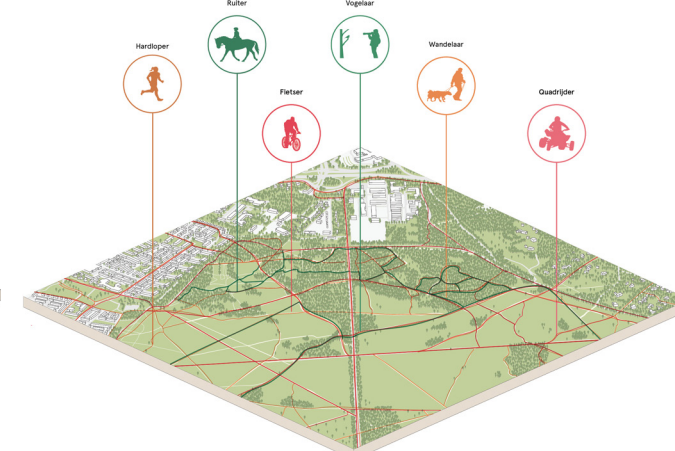 Ruiter
Vogelaar
Hardloper
Wandelaar
Fietser
Quadrijder